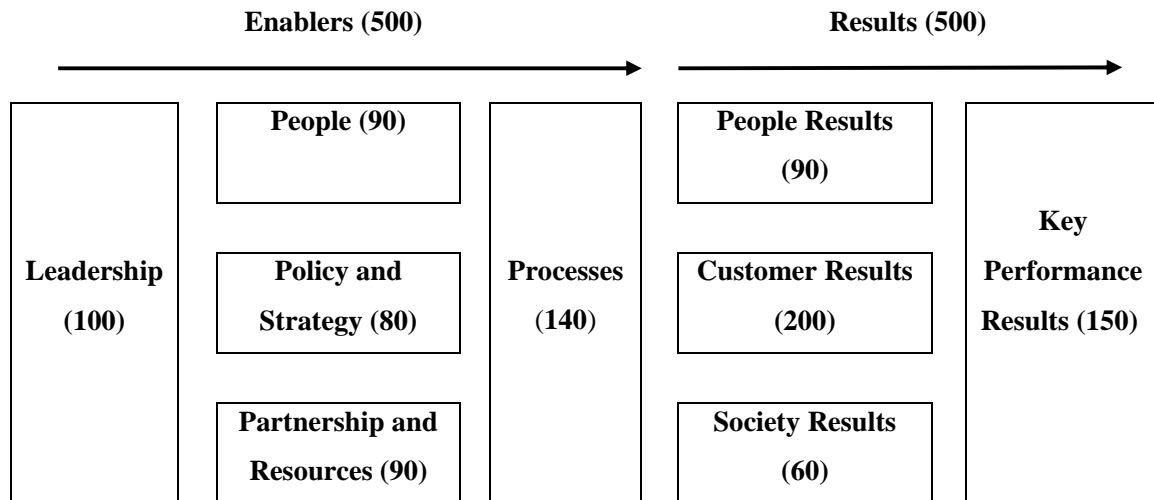 Enablers (500)
Results (500)
Leadership
(100)
People (90)
Policy and
Strategy (80)
Partnership and
Resources (90)
Processes
(140)
People Results
(90)
Customer Results
(200)
Society Results
(60)
Key
Performance
Results (150)